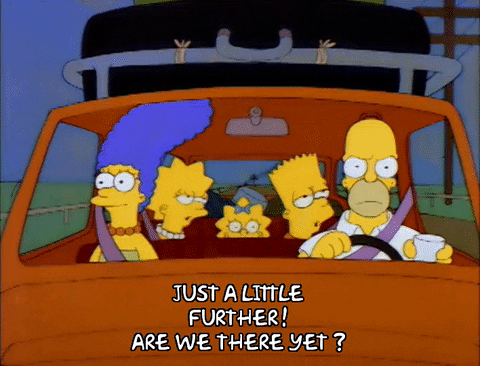 JUST A LITTLE
FURTHER!
ARE WE THERE YET ?